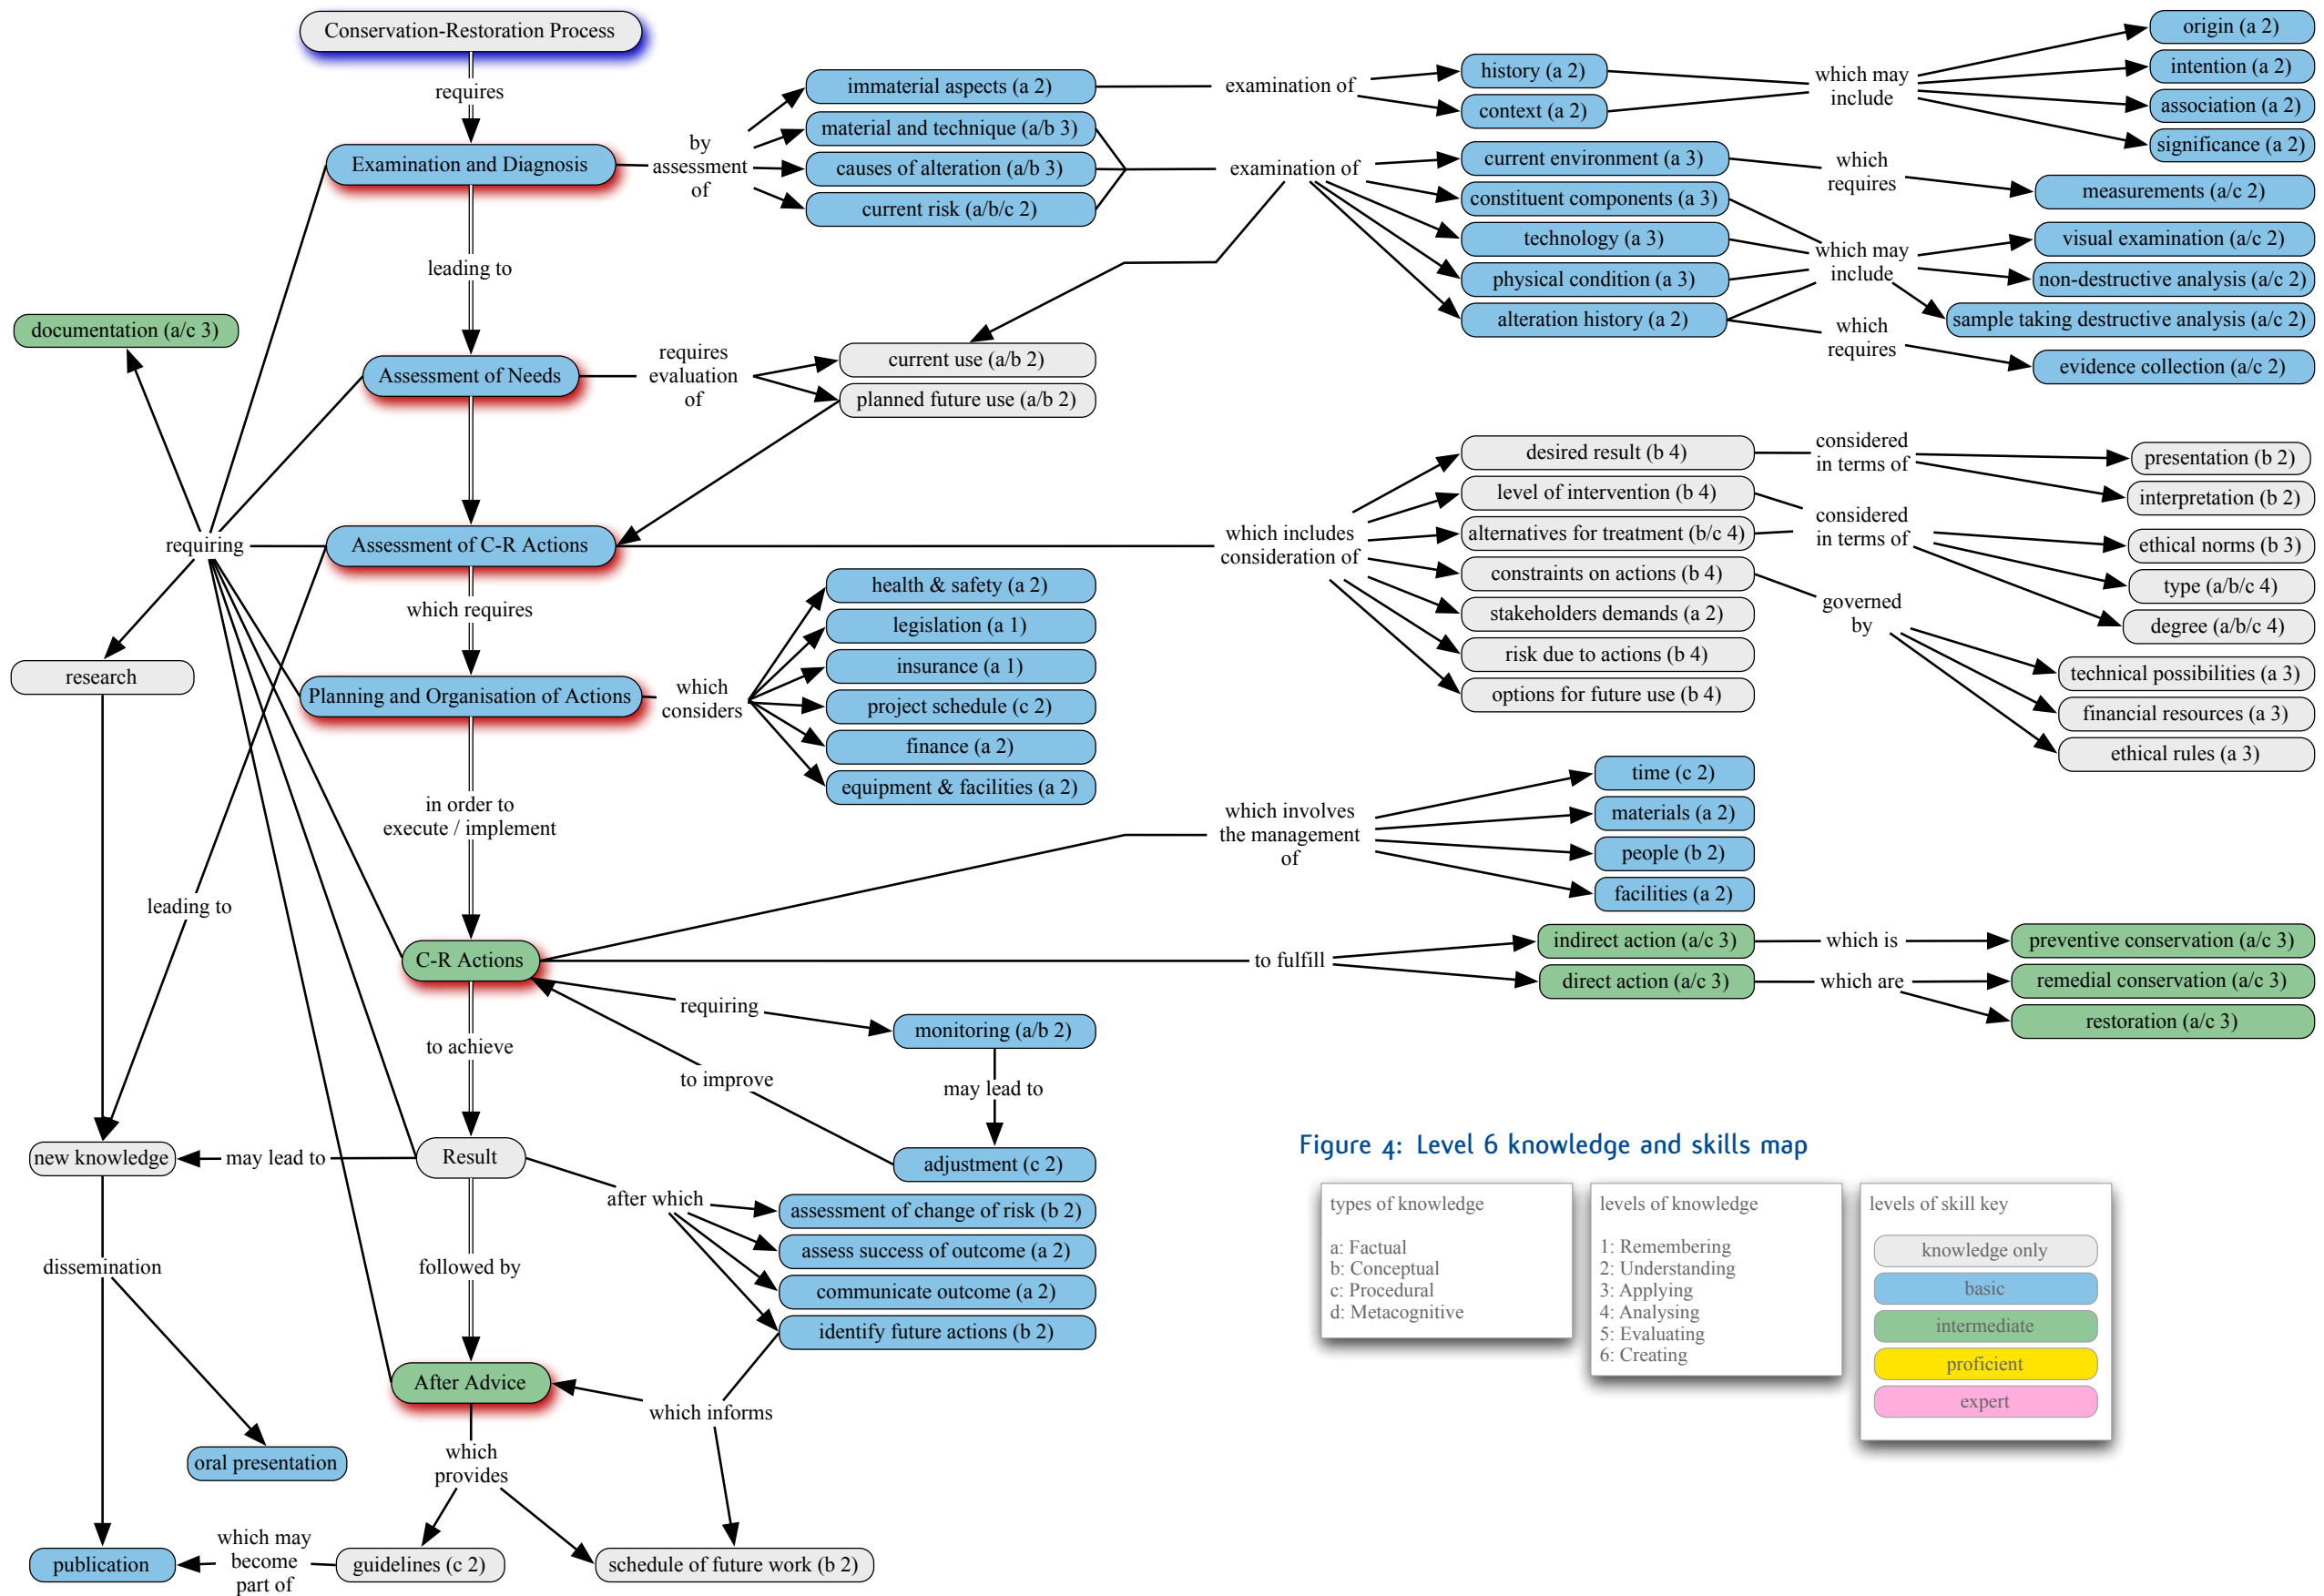 Conservation-Restoration Process
requires
Examination and Diagnosis
by
assessment
of
immaterial aspects (a 2)
material and technique (a/b 3)
causes of alteration (a/b 3)
current risk (a/b/c 2)
examination of
history (a 2)
context (a 2)
which may
include
origin (a 2)
intention (a 2)
association (a 2)
significance (a 2)
examination of
current environment (a 3)
constituent components (a 3)
technology (a 3)
physical condition (a 3)
alteration history (a 2)
which
requires
measurements (a/c 2)
which may
include
visual examination (a/c 2)
non-destructive analysis (a/c 2)
sample taking destructive analysis (a/c 2)
which
requires
evidence collection (a/c 2)
leading to
documentation (a/c 3)
Assessment of Needs
requires
evaluation
of
current use (a/b 2)
planned future use (a/b 2)
requiring
Assessment of C-R Actions
which includes
consideration of
desired result (b 4)
level of intervention (b 4)
alternatives for treatment (b/c 4)
constraints on actions (b 4)
stakeholders demands (a 2)
risk due to actions (b 4)
options for future use (b 4)
considered
in terms of
presentation (b 2)
interpretation (b 2)
considered
in terms of
ethical norms (b 3)
type (a/b/c 4)
degree (a/b/c 4)
governed
by
technical possibilities (a 3)
financial resources (a 3)
ethical rules (a 3)
which requires
research
Planning and Organisation of Actions
which
considers
health & safety (a 2)
legislation (a 1)
insurance (a 1)
project schedule (c 2)
finance (a 2)
equipment & facilities (a 2)
in order to
execute / implement
leading to
which involves
the management
of
time (c 2)
materials (a 2)
people (b 2)
facilities (a 2)
C-R Actions
to fulfill
indirect action (a/c 3)
direct action (a/c 3)
which is
which are
preventive conservation (a/c 3)
remedial conservation (a/c 3)
restoration (a/c 3)
requiring
monitoring (a/b 2)
to achieve
to improve
may lead to
adjustment (c 2)
new knowledge
may lead to
Result
after which
assessment of change of risk (b 2)
assess success of outcome (a 2)
communicate outcome (a 2)
identify future actions (b 2)
dissemination
followed by
After Advice
which informs
oral presentation
which
provides
publication
which may
become
part of
guidelines (c 2)
schedule of future work (b 2)
Figure 4: Level 6 knowledge and skills map
types of knowledge
a: Factual
b: Conceptual
c: Procedural
d: Metacognitive
levels of knowledge
1: Remembering
2: Understanding
3: Applying
4: Analysing
5: Evaluating
6: Creating
levels of skill key
knowledge only
basic
intermediate
proficient
expert